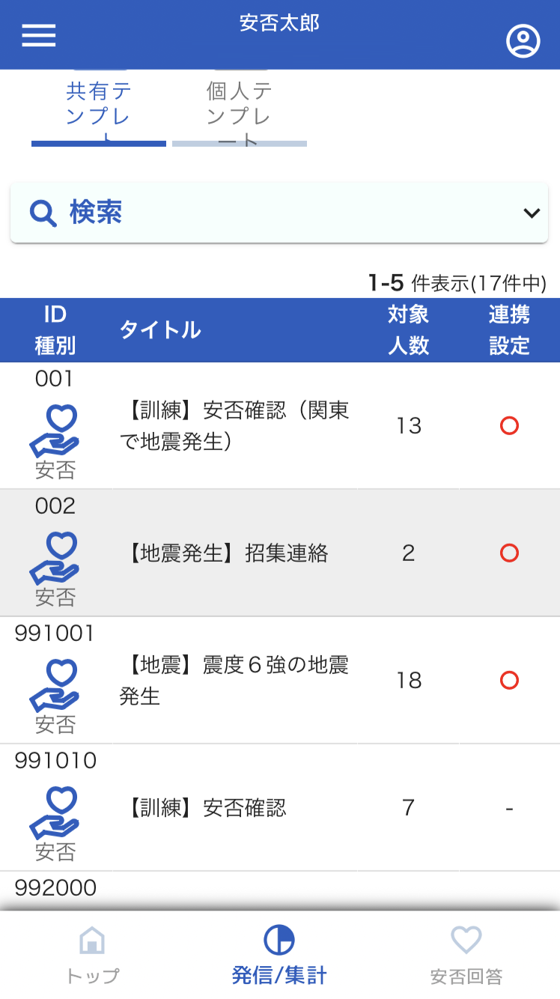 安否太郎
共有テ
ンプレ
ート
個人テ
ンプレ
ート
検索
1-5 件表示(17件中)
ID
種別
タイトル
対象
人数
連携
設定
001
安否
【訓練】安否確認（関東
で地震発生）
13
002
安否
【地震発生】招集連絡
2
991001
安否
【地震】震度６強の地震
発生
18
991010
安否
【訓練】安否確認
7
-
992000
トップ
発信/集計
安否回答